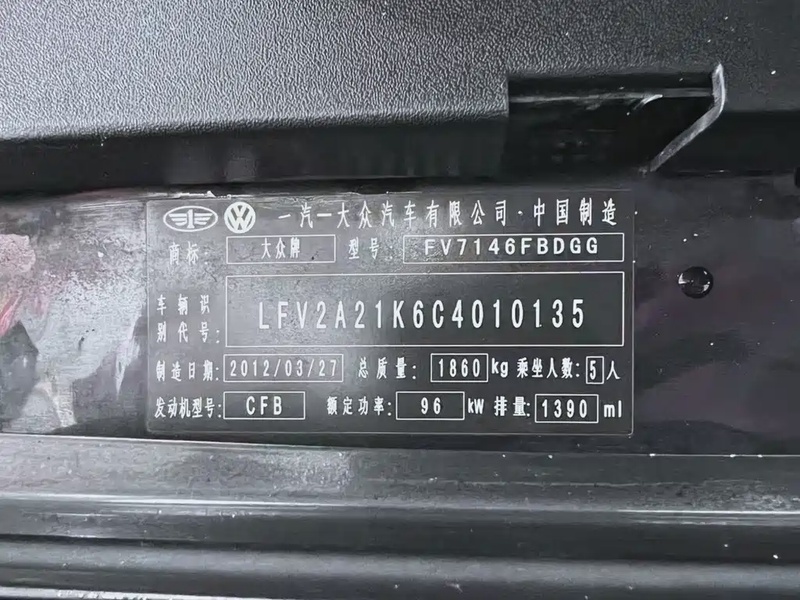 一汽一大众汽车有限公司·中国制造
商标: 大众牌 型号: FV7146FBDGG
车辆识别代号: LFV2A21K6C4010135
制造日期: 2012/03/27 总质量: 1860 kg 乘坐人数: 5 人
发动机型号: CFB 额定功率: 96 kW 排量: 1390 ml